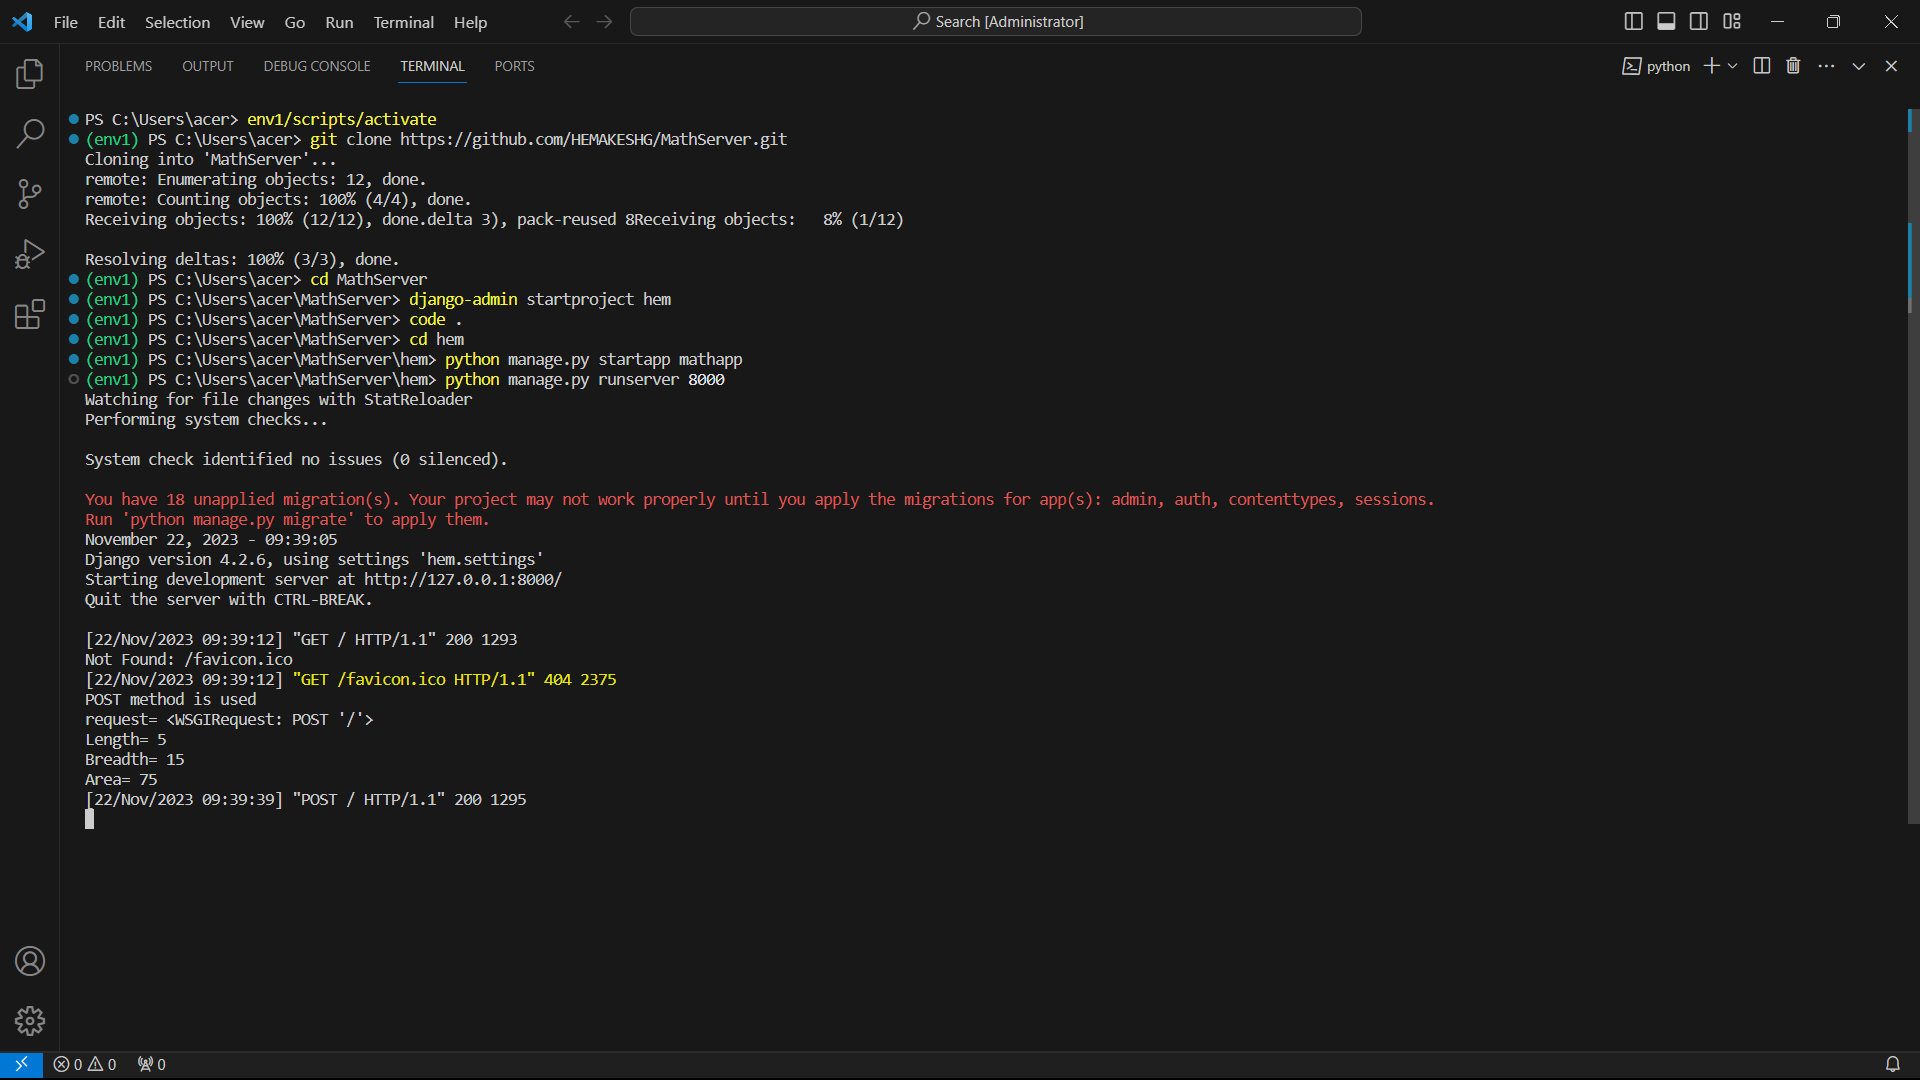 File Edit Selection View Go Run Terminal Help Search [Administrator]
PROBLEMS OUTPUT DEBUG CONSOLE TERMINAL PORTS python
PS C:\Users\acer> env1/scripts/activate
(env1) PS C:\Users\acer> git clone https://github.com/HEMAKESHG/MathServer.git
Cloning into 'MathServer'...
remote: Enumerating objects: 12, done.
remote: Counting objects: 100% (4/4), done.
Receiving objects: 100% (12/12), done.delta 3), pack-reused 8Receiving objects:   8% (1/12)
Resolving deltas: 100% (3/3), done.
(env1) PS C:\Users\acer> cd MathServer
(env1) PS C:\Users\acer\MathServer> django-admin startproject hem
(env1) PS C:\Users\acer\MathServer> code .
(env1) PS C:\Users\acer\MathServer> cd hem
(env1) PS C:\Users\acer\MathServer\hem> python manage.py startapp mathapp
(env1) PS C:\Users\acer\MathServer\hem> python manage.py runserver 8000
Watching for file changes with StatReloader
Performing system checks...
System check identified no issues (0 silenced).
You have 18 unapplied migration(s). Your project may not work properly until you apply the migrations for app(s): admin, auth, contenttypes, sessions.
Run 'python manage.py migrate' to apply them.
November 22, 2023 - 09:39:05
Django version 4.2.6, using settings 'hem.settings'
Starting development server at http://127.0.0.1:8000/
Quit the server with CTRL-BREAK.
[22/Nov/2023 09:39:12] "GET / HTTP/1.1" 200 1293
Not Found: /favicon.ico
[22/Nov/2023 09:39:12] "GET /favicon.ico HTTP/1.1" 404 2375
POST method is used
request= <WSGIRequest: POST '/'>
Length= 5
Breadth= 15
Area= 75
[22/Nov/2023 09:39:39] "POST / HTTP/1.1" 200 1295
0 0 0